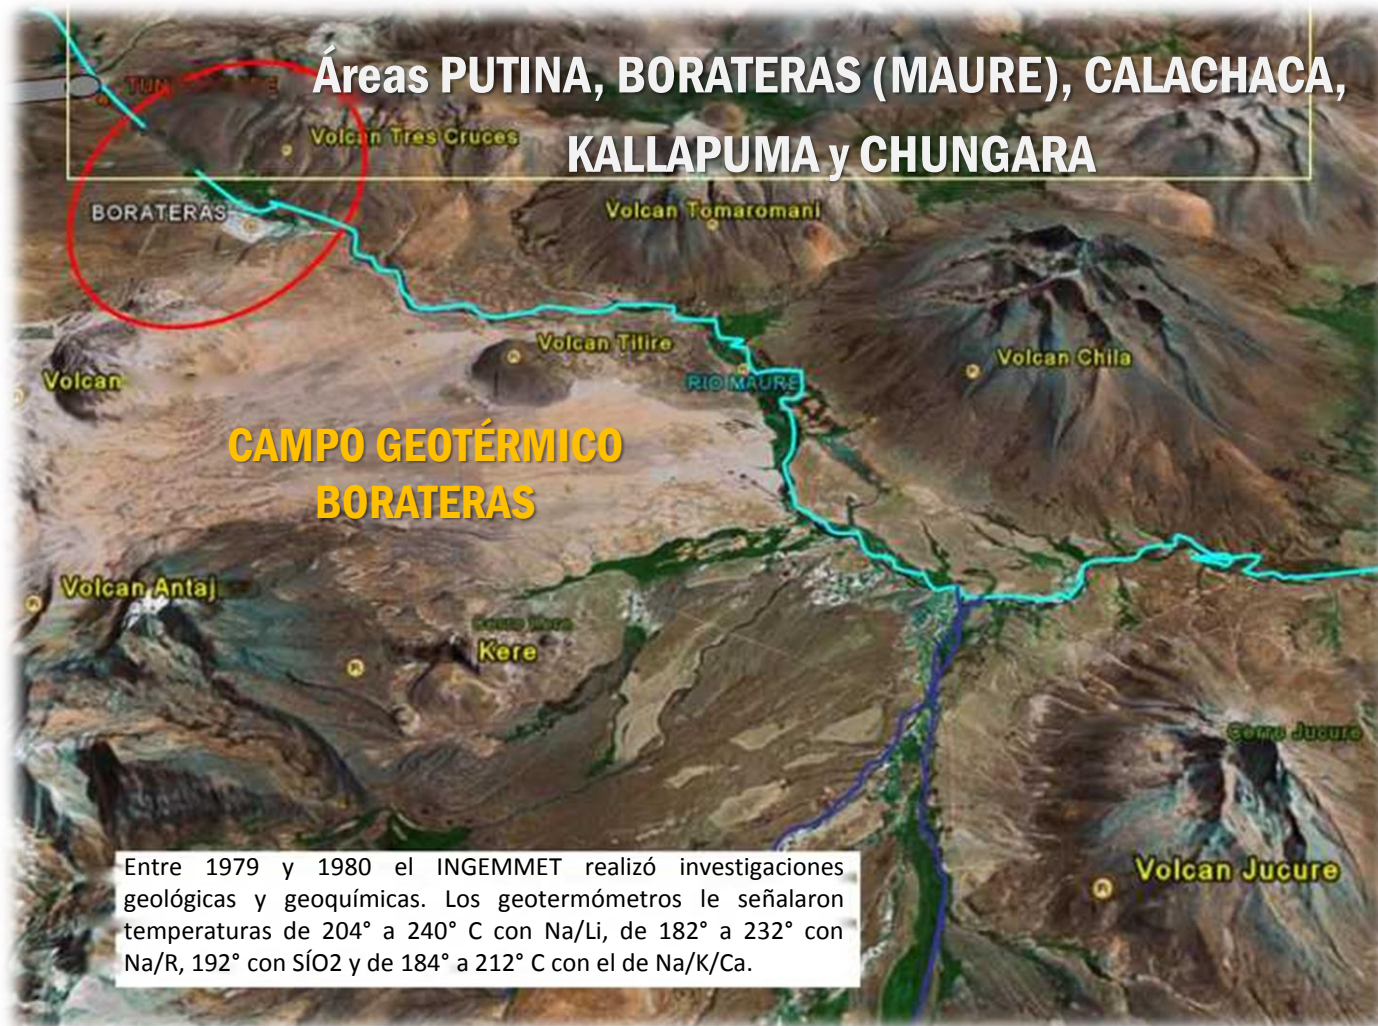 Áreas PUTINA, BORATERAS (MAURE), CALACHACA,
KALLAPUMA y CHUNGARA
Volcan Tres Cruces
BORATERAS
Volcan Tomaromani
Volcan Titire
Volcan Chila
RIO MAURE
Volcan
CAMPO GEOTÉRMICO
BORATERAS
Volcan Antaj
Kere
Cerro Jucure
Volcan Jucure
Entre 1979 y 1980 el INGEMMET realizó investigaciones
geológicas y geoquímicas. Los geotermómetros le señalaron
temperaturas de 204° a 240° C con Na/Li, de 182° a 232° con
Na/R, 192° con SÍO2 y de 184° a 212° C con el de Na/K/Ca.